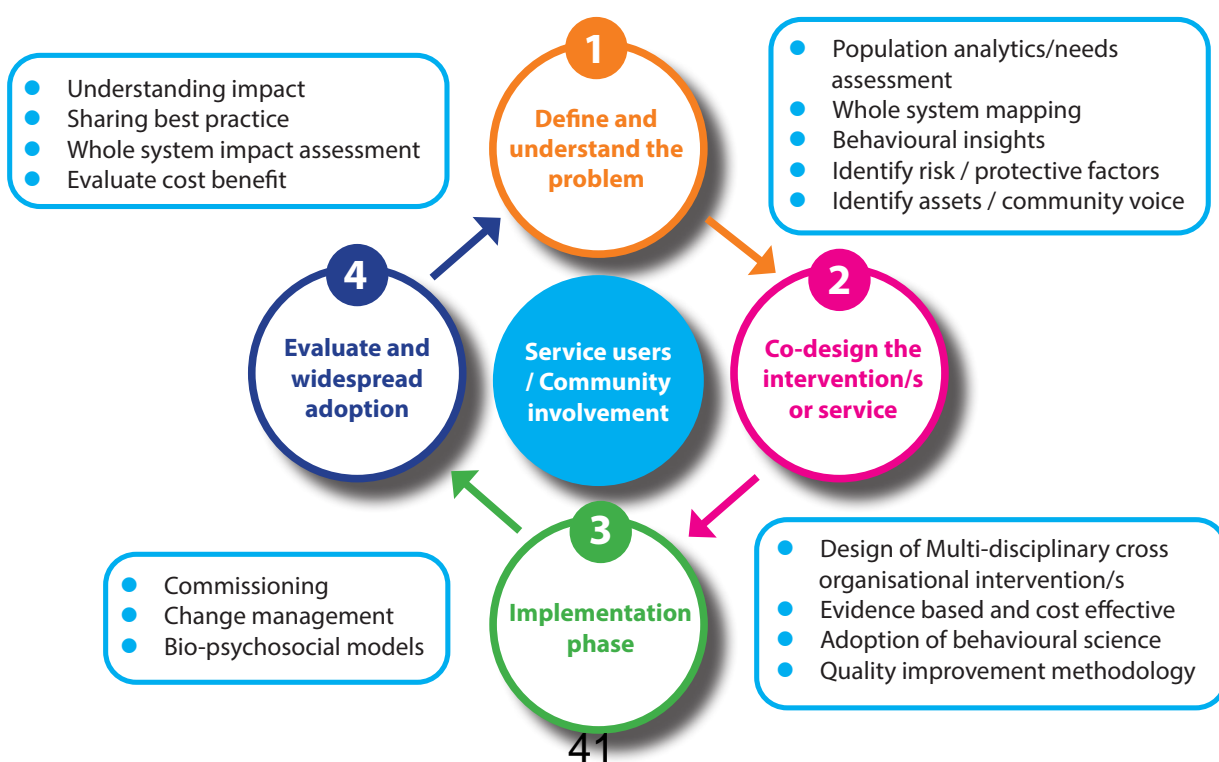 1
Define and
understand the
problem
● Population analytics/needs
assessment
● Whole system mapping
● Behavioural insights
● Identify risk / protective factors
● Identify assets / community voice
2
Co-design the
intervention/s
or service
● Design of Multi-disciplinary cross
organisational intervention/s
● Evidence based and cost effective
● Adoption of behavioural science
● Quality improvement methodology
3
Implementation
phase
● Commissioning
● Change management
● Bio-psychosocial models
4
Evaluate and
widespread
adoption
● Understanding impact
● Sharing best practice
● Whole system impact assessment
● Evaluate cost benefit
Service users
/ Community
involvement
41